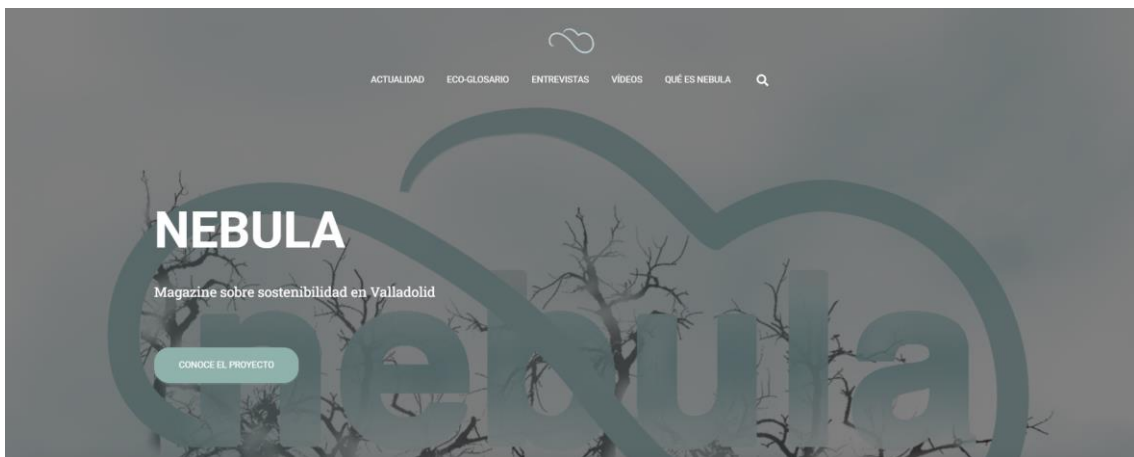 ACTUALIDAD ECO-GLOSARIO ENTREVISTAS VÍDEOS QUÉ ES NEBULA
NEBULA
Magazine sobre sostenibilidad en Valladolid
CONOCE EL PROYECTO
nebula